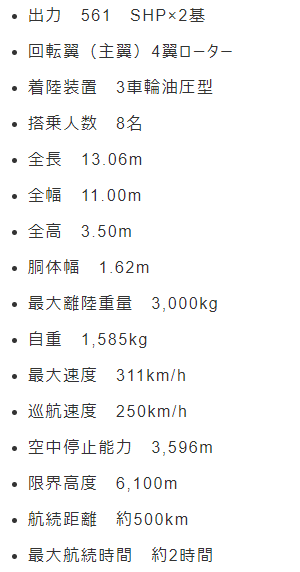 • 出力　561　SHP×2基
• 回転翼（主翼）4翼ﾛｰﾀｰ
• 着陸装置　3車輪油圧型
• 搭乗人数　8名
• 全長　13.06m
• 全幅　11.00m
• 全高　3.50m
• 胴体幅　1.62m
• 最大離陸重量　3,000kg
• 自重　1,585kg
• 最大速度　311km/h
• 巡航速度　250km/h
• 空中停止能力　3,596m
• 限界高度　6,100m
• 航続距離　約500km
• 最大航続時間　約2時間